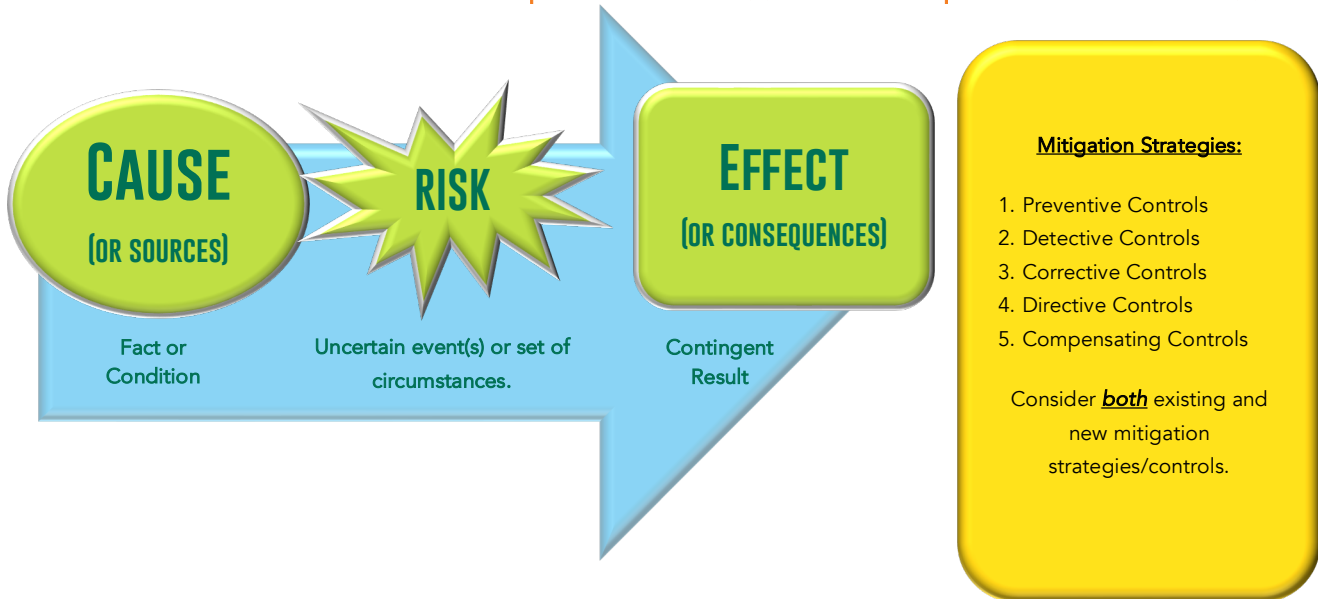 CAUSE
(OR SOURCES)
Fact or
Condition
RISK
Uncertain event(s) or set of
circumstances.
EFFECT
(OR CONSEQUENCES)
Contingent
Result
Mitigation Strategies:
1. Preventive Controls
2. Detective Controls
3. Corrective Controls
4. Directive Controls
5. Compensating Controls
Consider both existing and
new mitigation
strategies/controls.